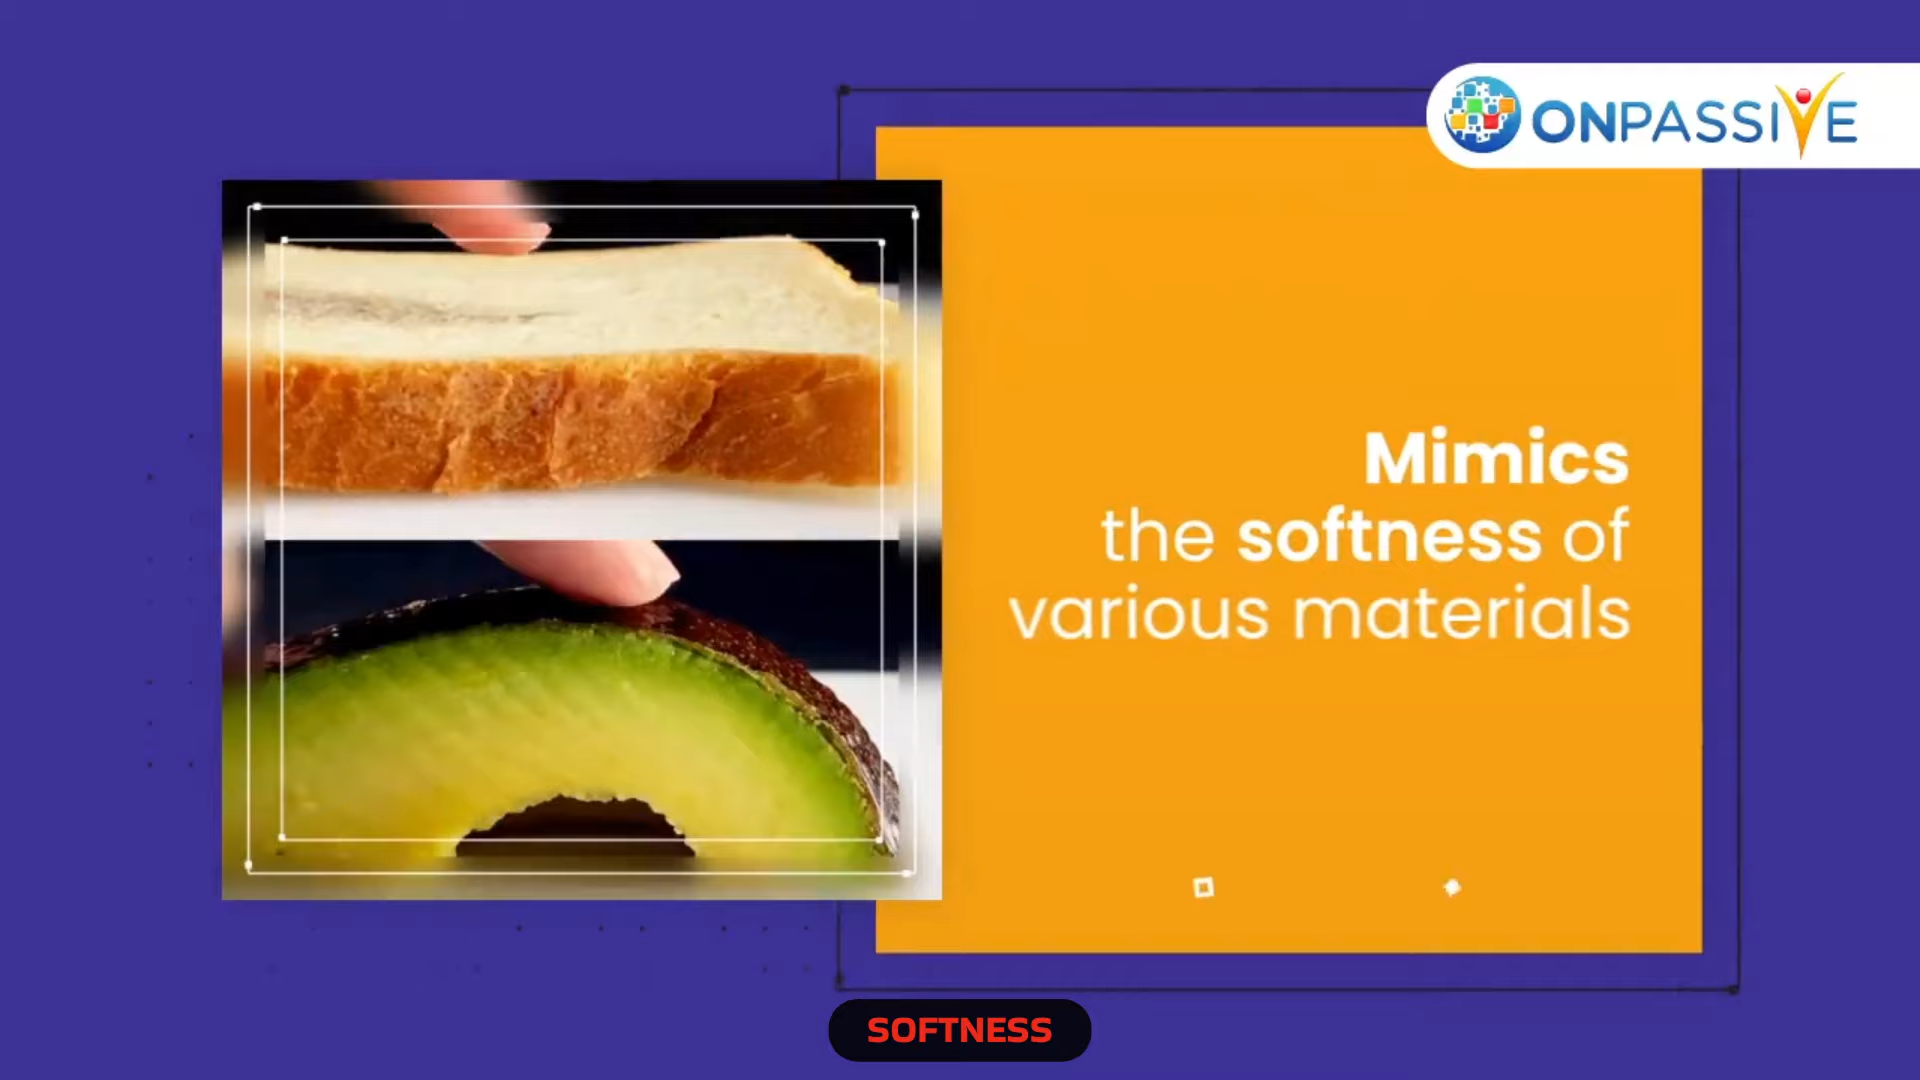 ONPASSIVE
Mimics
the softness of
various materials
SOFTNESS